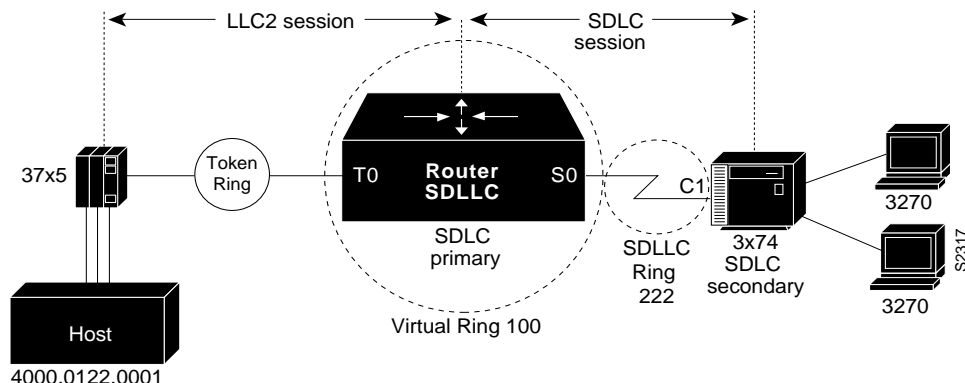 LLC2 session
SDLC
session
37x5
Token
Ring
T0
Router
SDLLC
S0
C1
3270
SDLC
primary
SDLLC
Ring
222
3x74
SDLC
secondary
3270
S2317
Virtual Ring 100
Host
4000.0122.0001